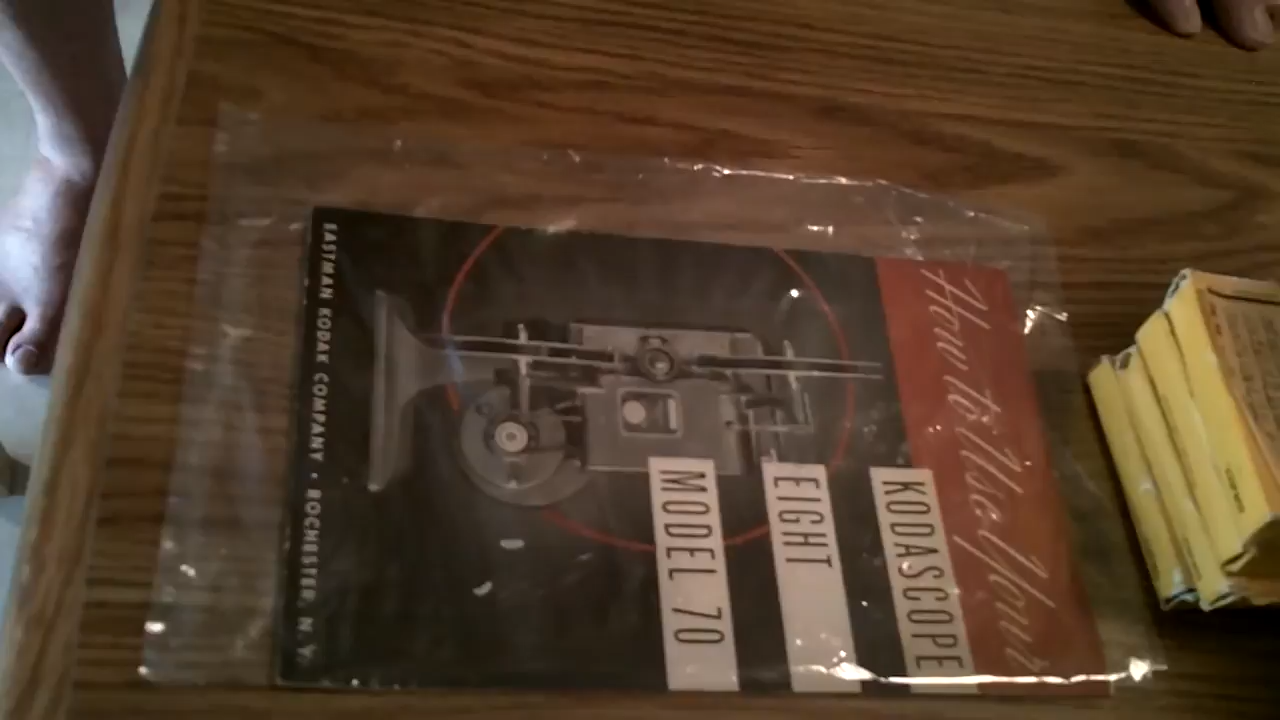 How to Use Your
KODASCOPE
EIGHT
MODEL 70
EASTMAN KODAK COMPANY • ROCHESTER, N. Y.